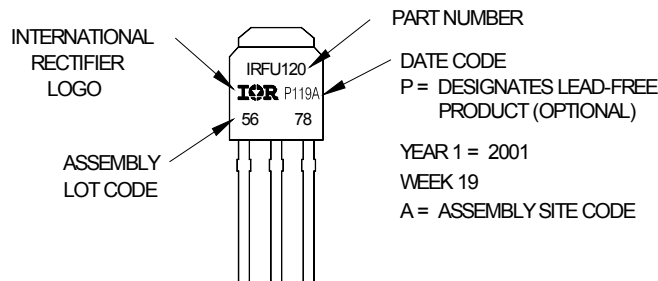 INTERNATIONAL
RECTIFIER
LOGO
ASSEMBLY
LOT CODE
IRFU120
IOR P119A
56 78
PART NUMBER
DATE CODE
P = DESIGNATES LEAD-FREE
PRODUCT (OPTIONAL)
YEAR 1 = 2001
WEEK 19
A = ASSEMBLY SITE CODE